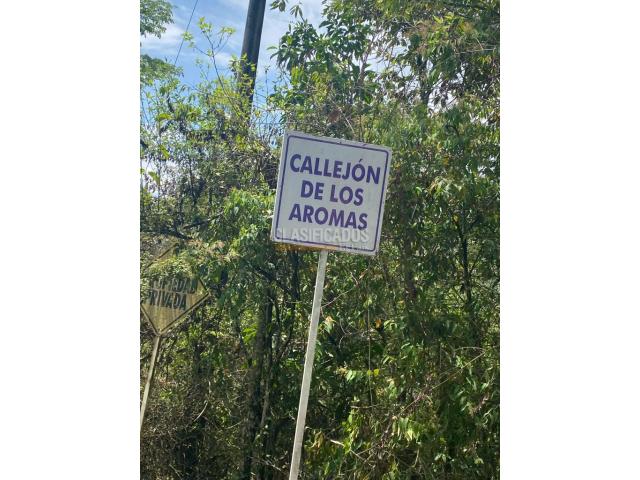 CALLEJÓN
DE LOS
AROMAS
CLASIFICADOS
PRIVADA